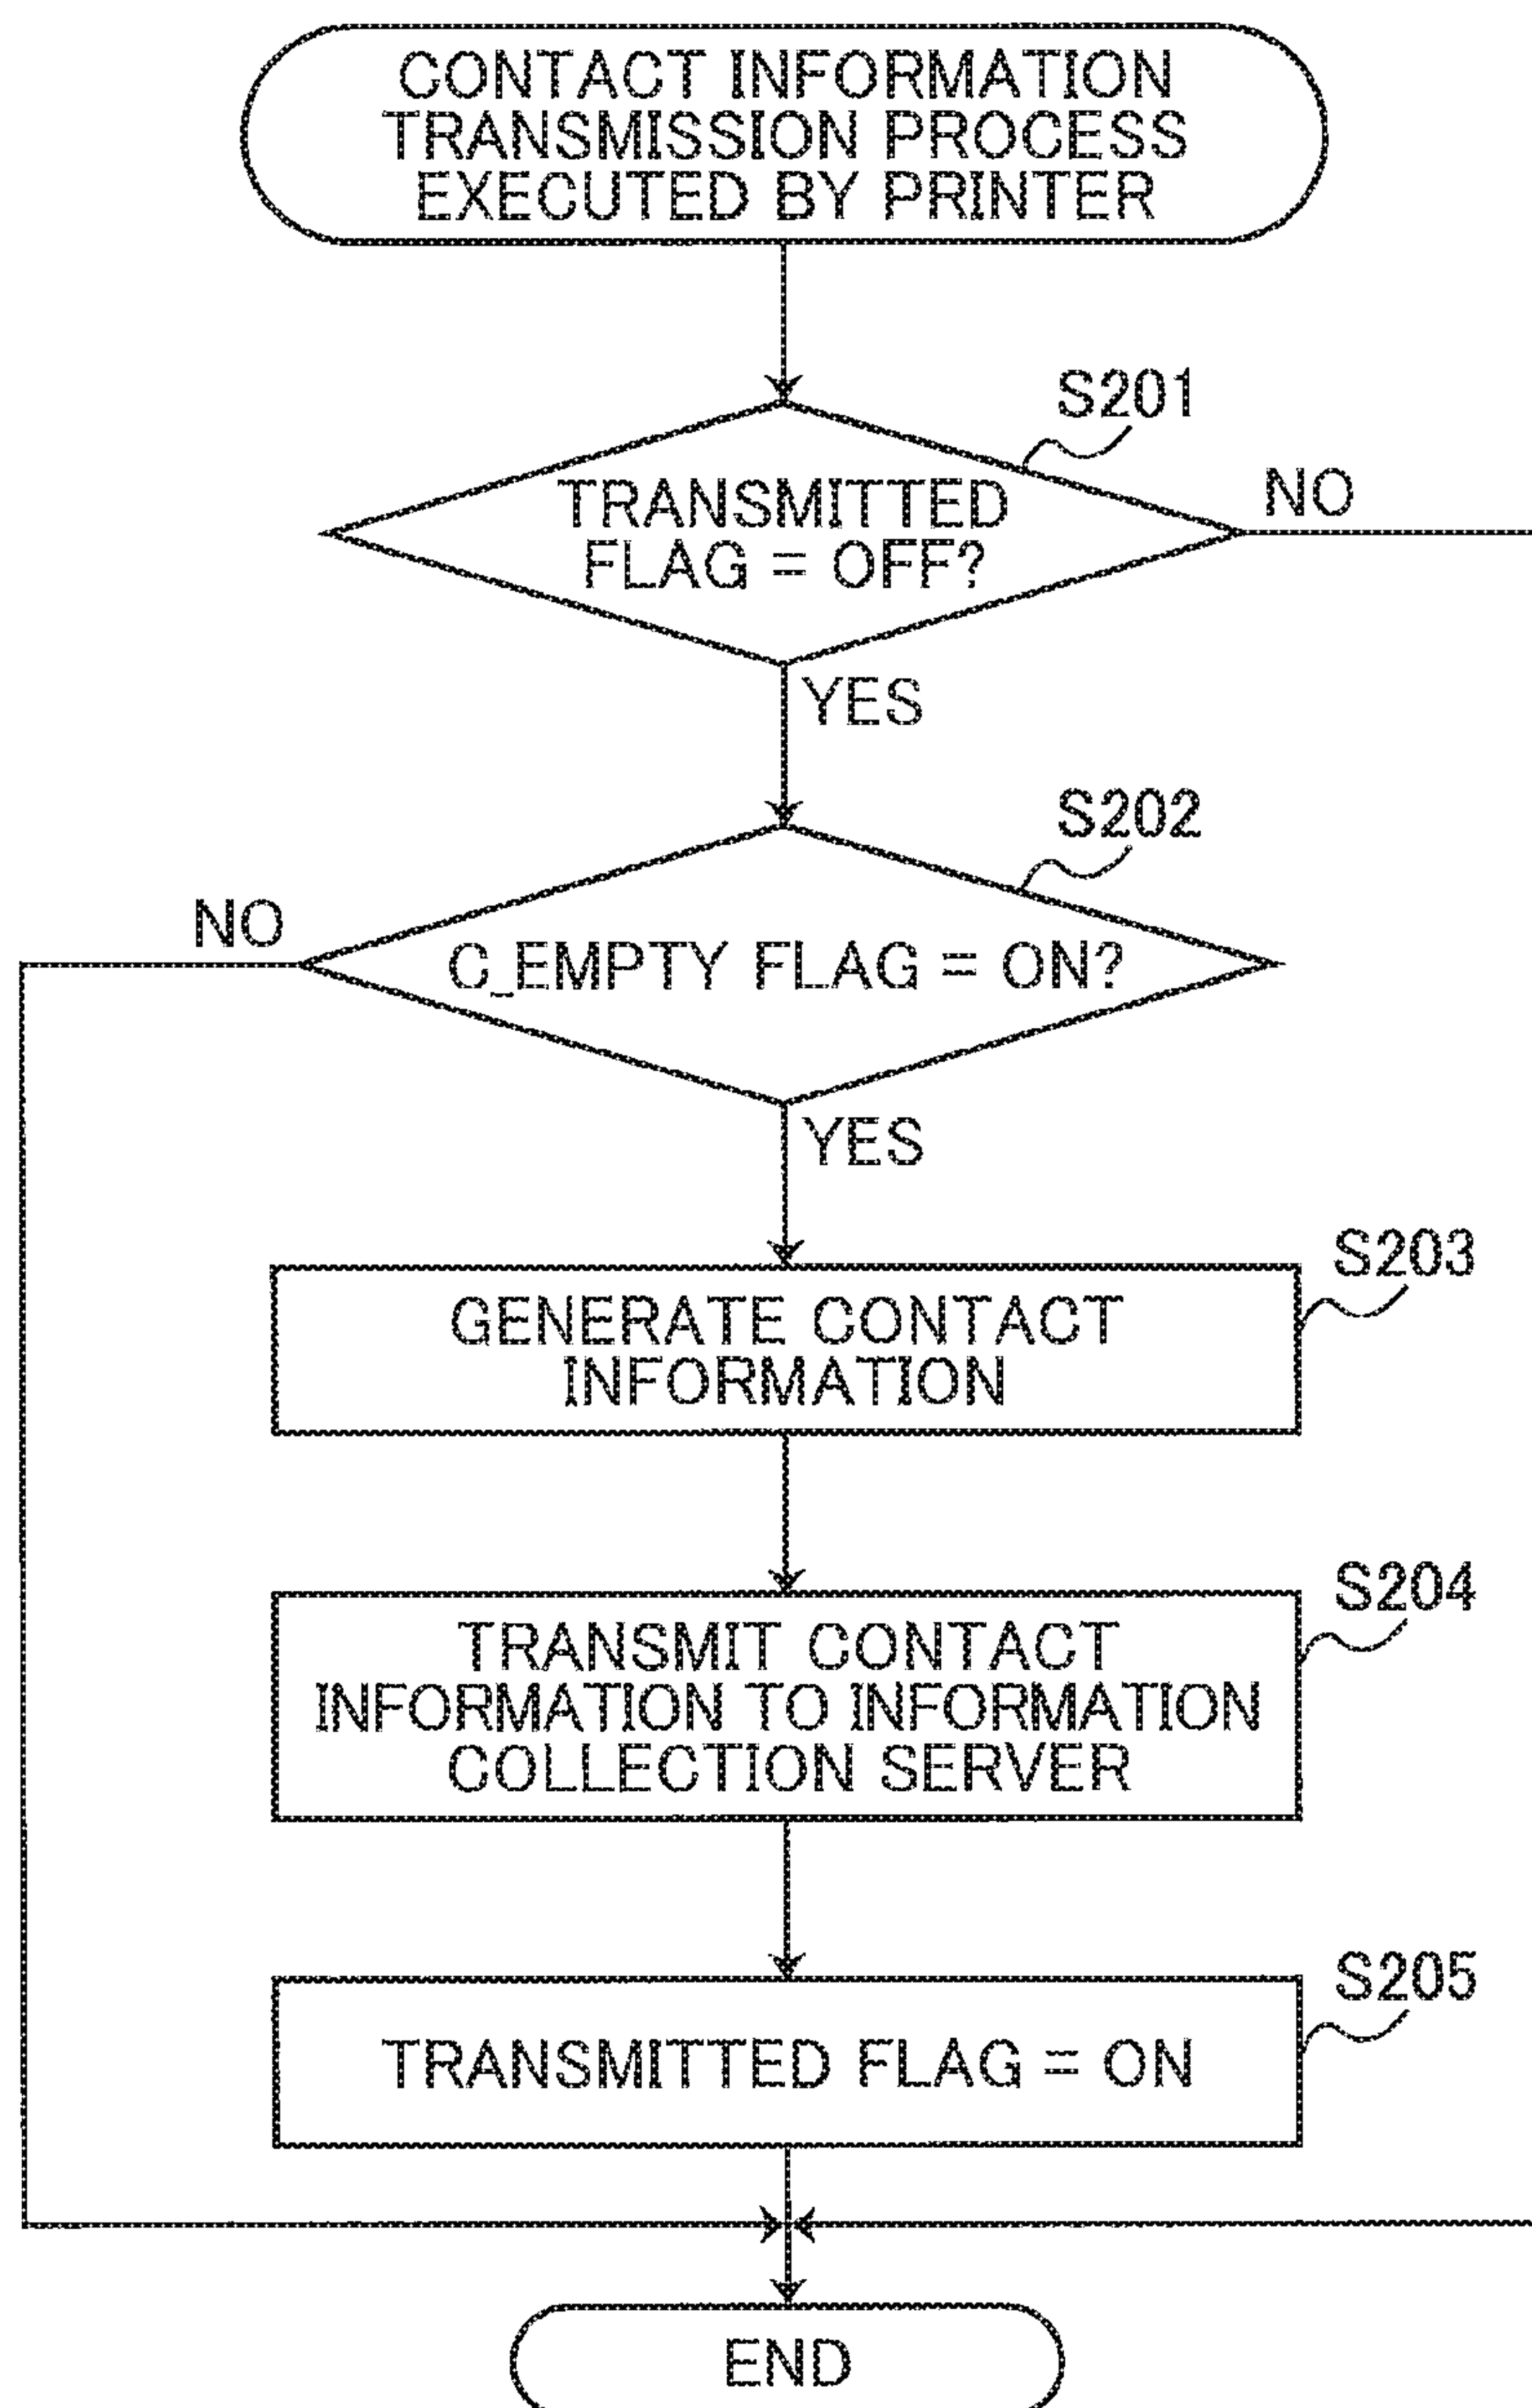 CONTACT INFORMATION
TRANSMISSION PROCESS
EXECUTED BY PRINTER
S201
TRANSMITTED
FLAG = OFF?
NO
YES
S202
NO
C_EMPTY FLAG = ON?
YES
S203
GENERATE CONTACT
INFORMATION
S204
TRANSMIT CONTACT
INFORMATION TO INFORMATION
COLLECTION SERVER
S205
TRANSMITTED FLAG = ON
END